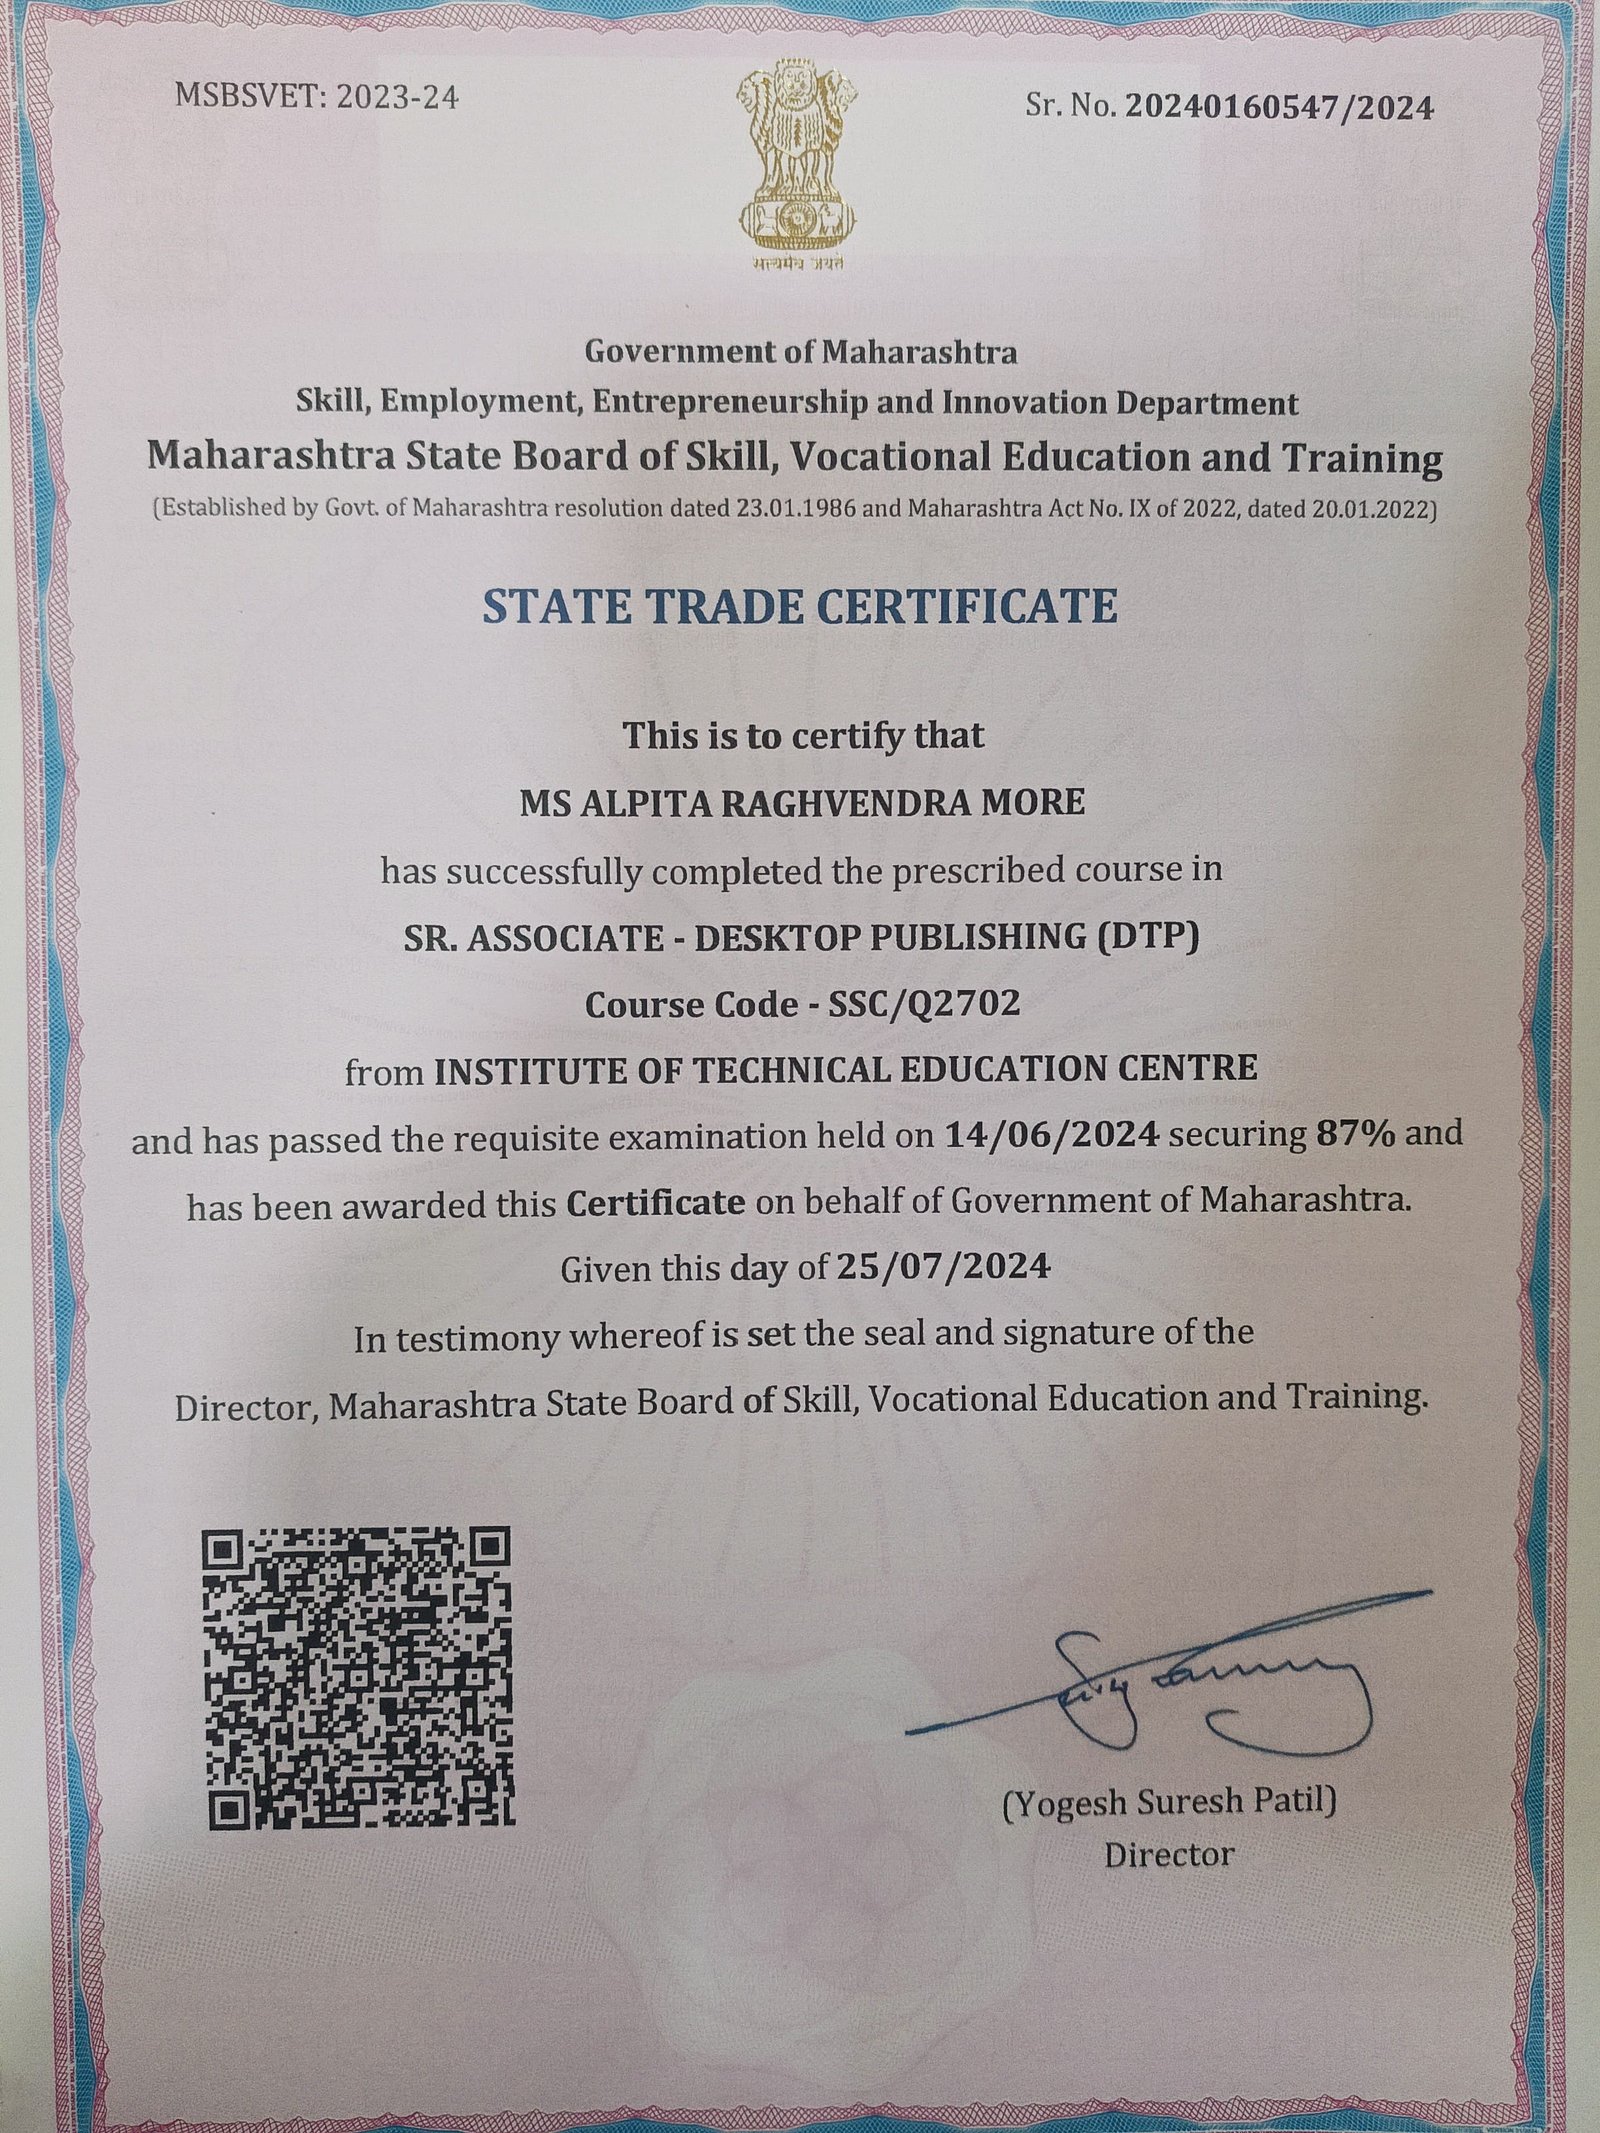 MSBSVET: 2023-24
Sr. No. 20240160547/2024
सत्यमेव जयते
Government of Maharashtra
Skill, Employment, Entrepreneurship and Innovation Department
Maharashtra State Board of Skill, Vocational Education and Training
(Established by Govt. of Maharashtra resolution dated 23.01.1986 and Maharashtra Act No. IX of 2022, dated 20.01.2022)
STATE TRADE CERTIFICATE
This is to certify that
MS ALPITA RAGHVENDRA MORE
has successfully completed the prescribed course in
SR. ASSOCIATE - DESKTOP PUBLISHING (DTP)
Course Code - SSC/Q2702
from INSTITUTE OF TECHNICAL EDUCATION CENTRE
and has passed the requisite examination held on 14/06/2024 securing 87% and
has been awarded this Certificate on behalf of Government of Maharashtra.
Given this day of 25/07/2024
In testimony whereof is set the seal and signature of the
Director, Maharashtra State Board of Skill, Vocational Education and Training.
(Yogesh Suresh Patil)
Director